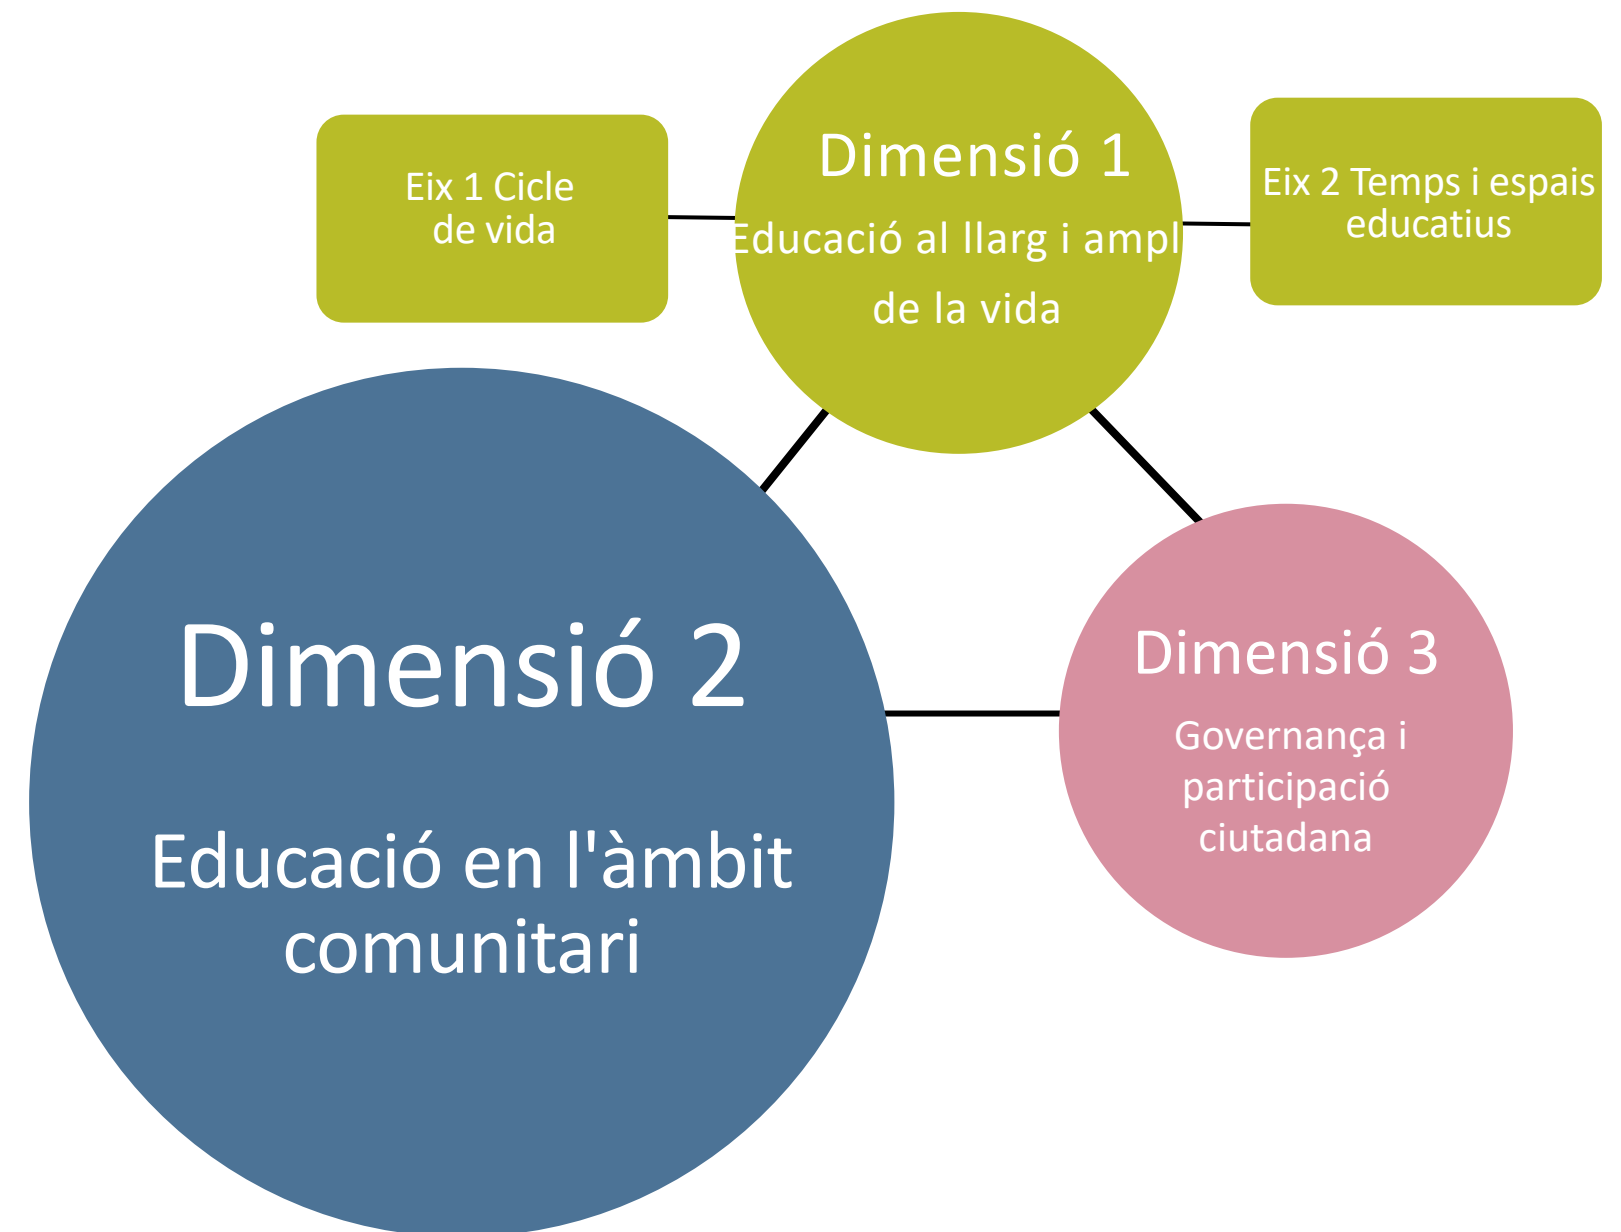 Dimensió 1
Educació al llarg i ampl
de la vida
Eix 1 Cicle
de vida
Eix 2 Temps i espais
educatius
Dimensió 2
Educació en l'àmbit
comunitari
Dimensió 3
Governança i
participació
ciutadana